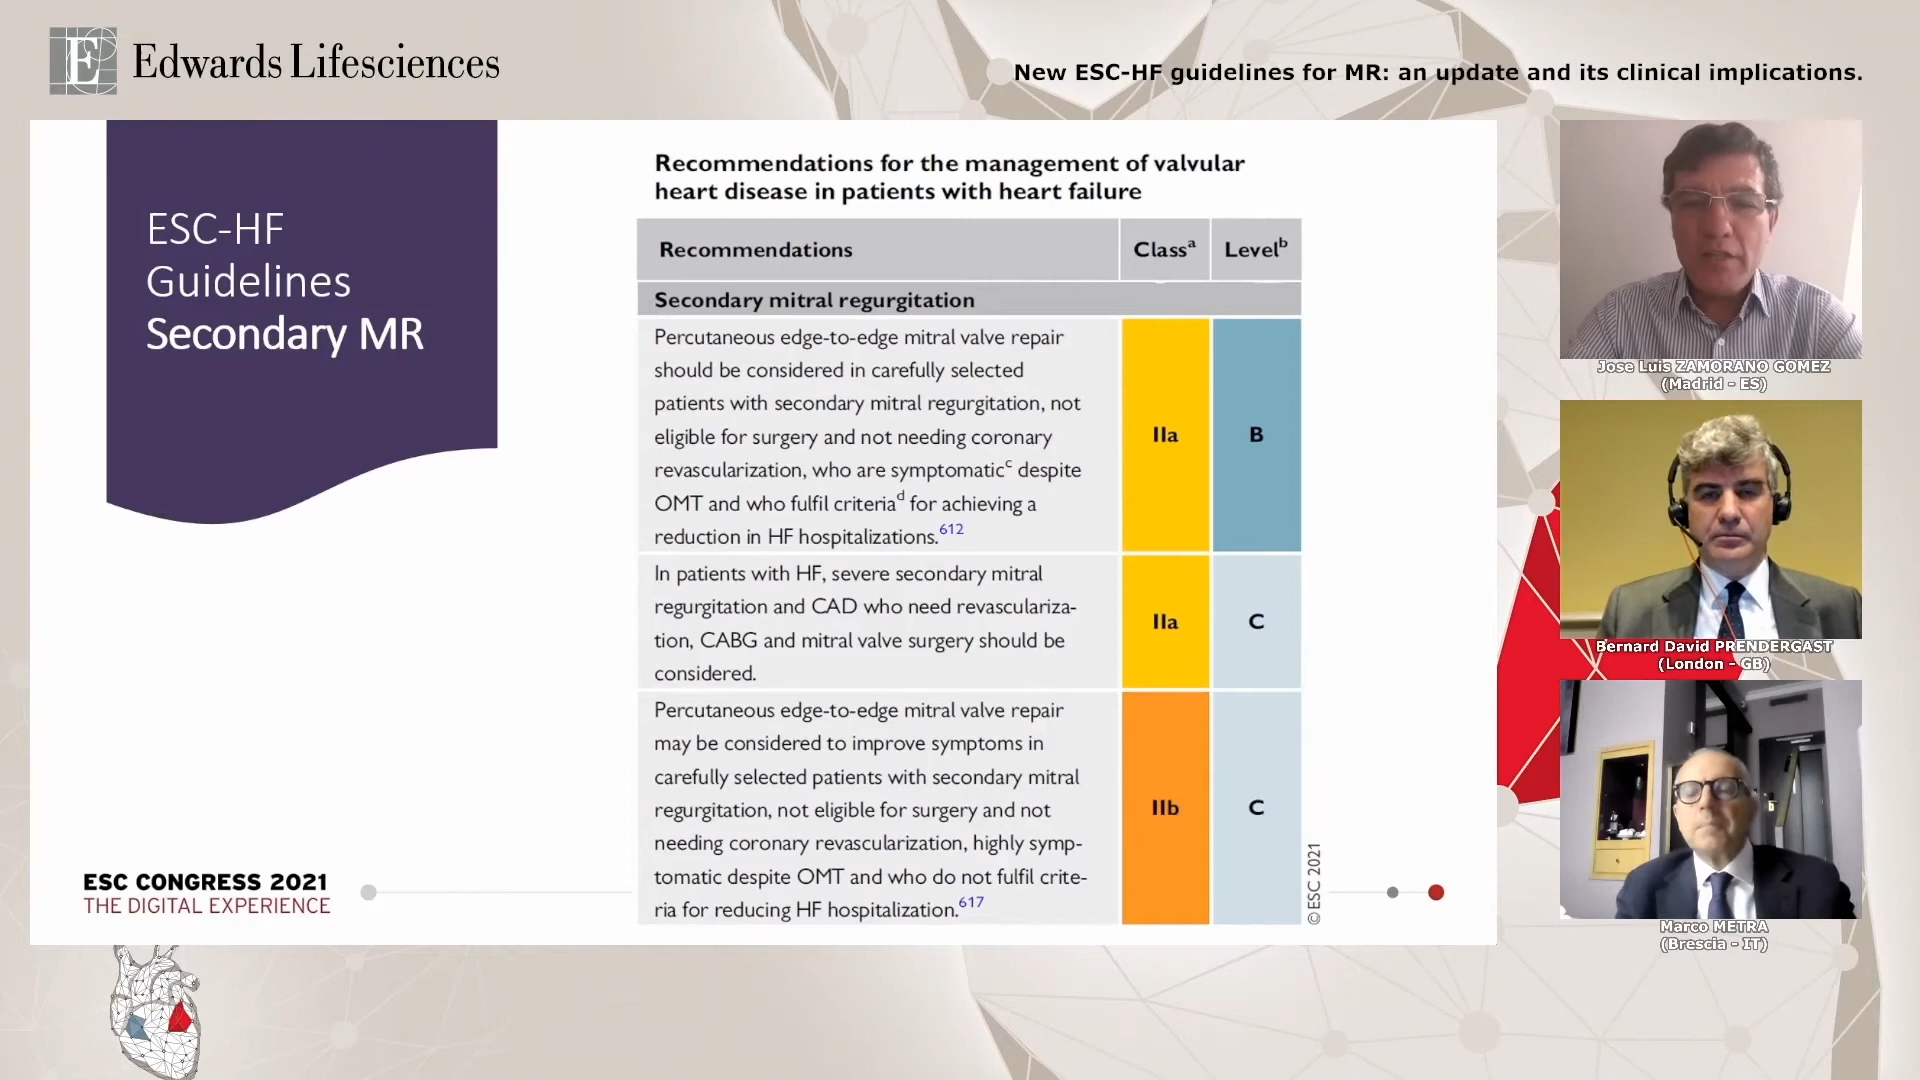 E Edwards Lifesciences
New ESC-HF guidelines for MR: an update and its clinical implications.
ESC-HF
Guidelines
Secondary MR
Recommendations for the management of valvular
heart disease in patients with heart failure
Recommendations Classᵃ Levelᵇ
Secondary mitral regurgitation
Percutaneous edge-to-edge mitral valve repair
should be considered in carefully selected
patients with secondary mitral regurgitation, not
eligible for surgery and not needing coronary
revascularization, who are symptomaticᶜ despite
OMT and who fulfil criteriaᵈ for achieving a
reduction in HF hospitalizations.⁶¹²
IIa B
In patients with HF, severe secondary mitral
regurgitation and CAD who need revasculariza-
tion, CABG and mitral valve surgery should be
considered.
IIa C
Percutaneous edge-to-edge mitral valve repair
may be considered to improve symptoms in
carefully selected patients with secondary mitral
regurgitation, not eligible for surgery and not
needing coronary revascularization, highly symp-
tomatic despite OMT and who do not fulfil crite-
ria for reducing HF hospitalization.⁶¹⁷
IIb C
© ESC 2021
ESC CONGRESS 2021
THE DIGITAL EXPERIENCE
Jose Luis ZAMORANO GOMEZ
(Madrid - ES)
Bernard David PRENDERGAST
(London - GB)
Marco METRA
(Brescia - IT)